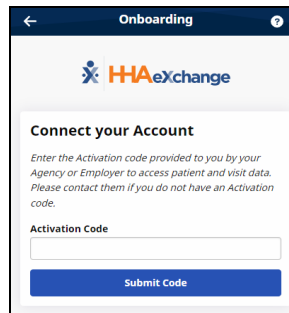 Onboarding
HHAeXchange
Connect your Account
Enter the Activation code provided to you by your
Agency or Employer to access patient and visit data.
Please contact them if you do not have an Activation
code.
Activation Code
Submit Code